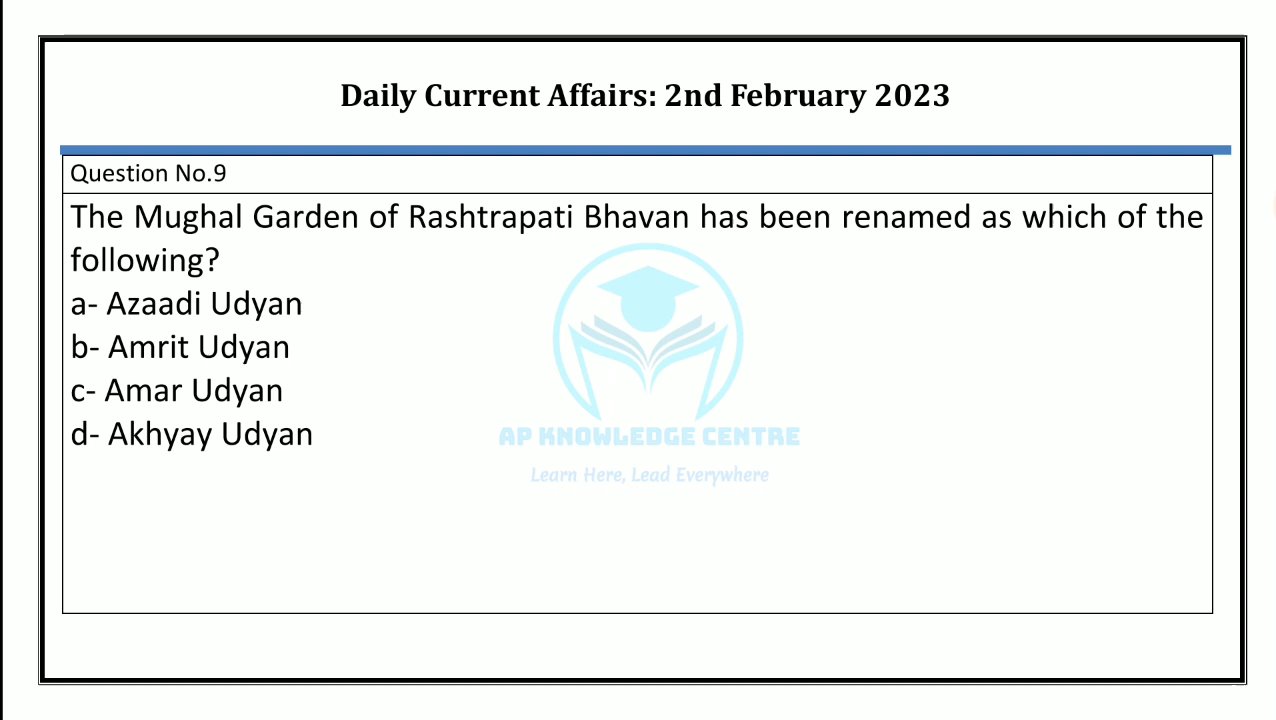 Daily Current Affairs: 2nd February 2023
Question No.9
The Mughal Garden of Rashtrapati Bhavan has been renamed as which of the
following?
a- Azaadi Udyan
b- Amrit Udyan
c- Amar Udyan
d- Akhyay Udyan
AP KNOWLEDGE CENTRE
Learn Here, Lead Everywhere